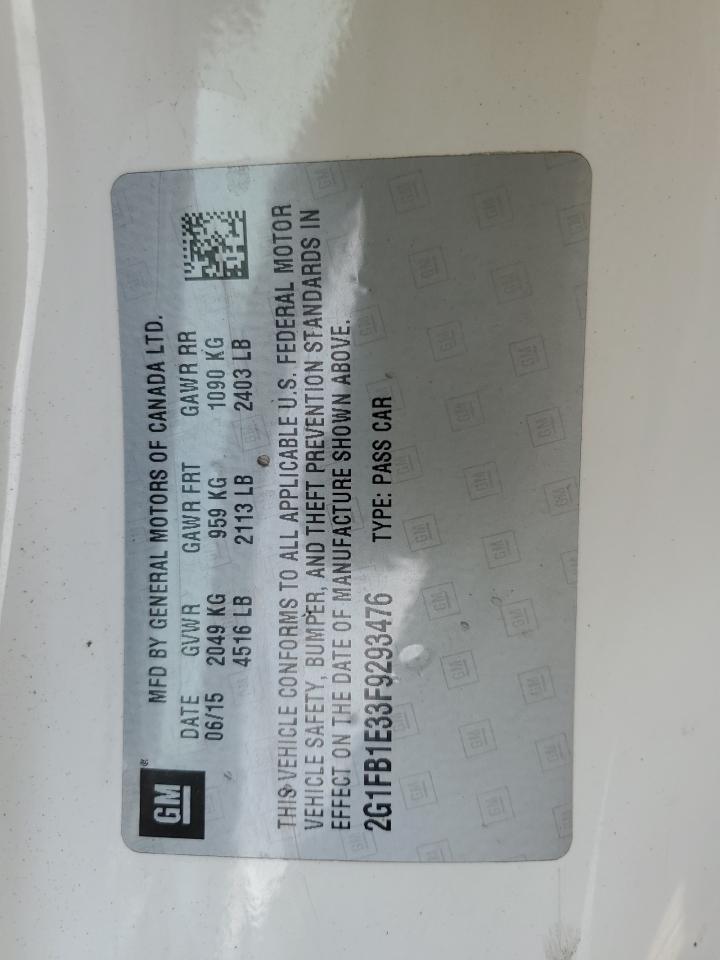 GM®
MFD BY GENERAL MOTORS OF CANADA LTD.
DATE GVWR GAWR FRT GAWR RR
06/15 2049 KG 959 KG 1090 KG
4516 LB 2113 LB 2403 LB
THIS VEHICLE CONFORMS TO ALL APPLICABLE U.S. FEDERAL MOTOR
VEHICLE SAFETY, BUMPER, AND THEFT PREVENTION STANDARDS IN
EFFECT ON THE DATE OF MANUFACTURE SHOWN ABOVE.
2G1FB1E33F9293476 TYPE: PASS CAR